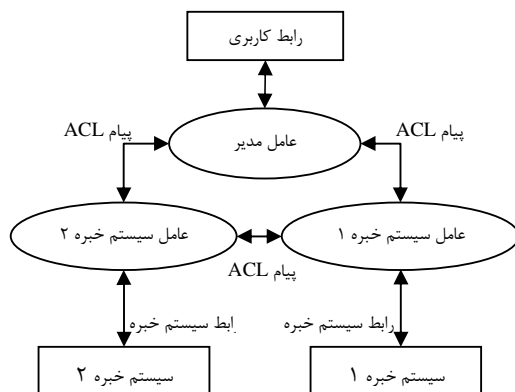 رابط کاربری
پیام ACL
پیام ACL
عامل مدیر
عامل سیستم خبره ۱
عامل سیستم خبره ۲
پیام ACL
رابط سیستم خبره
رابط سیستم خبره
سیستم خبره ۱
سیستم خبره ۲